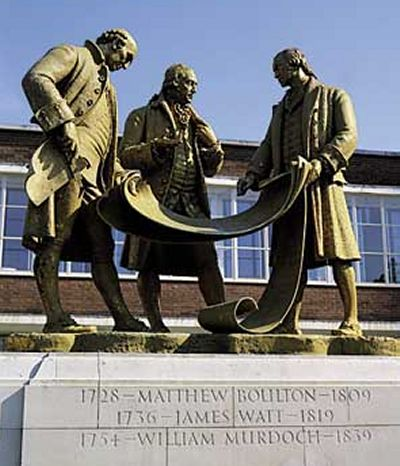 1728–MATTHEW BOULTON–1809
1736–JAMES WATT–1819
1754–WILLIAM MURDOCH–1839